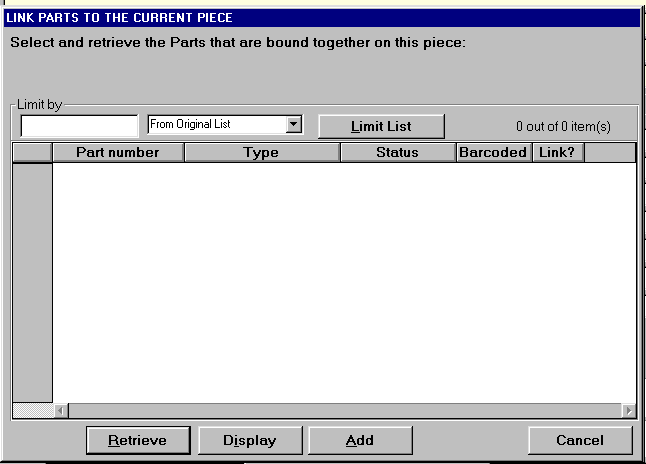 LINK PARTS TO THE CURRENT PIECE
Select and retrieve the Parts that are bound together on this piece:
Limit by
From Original List
Limit List
0 out of 0 item(s)
Part number Type Status Barcoded Link?
Retrieve Display Add Cancel